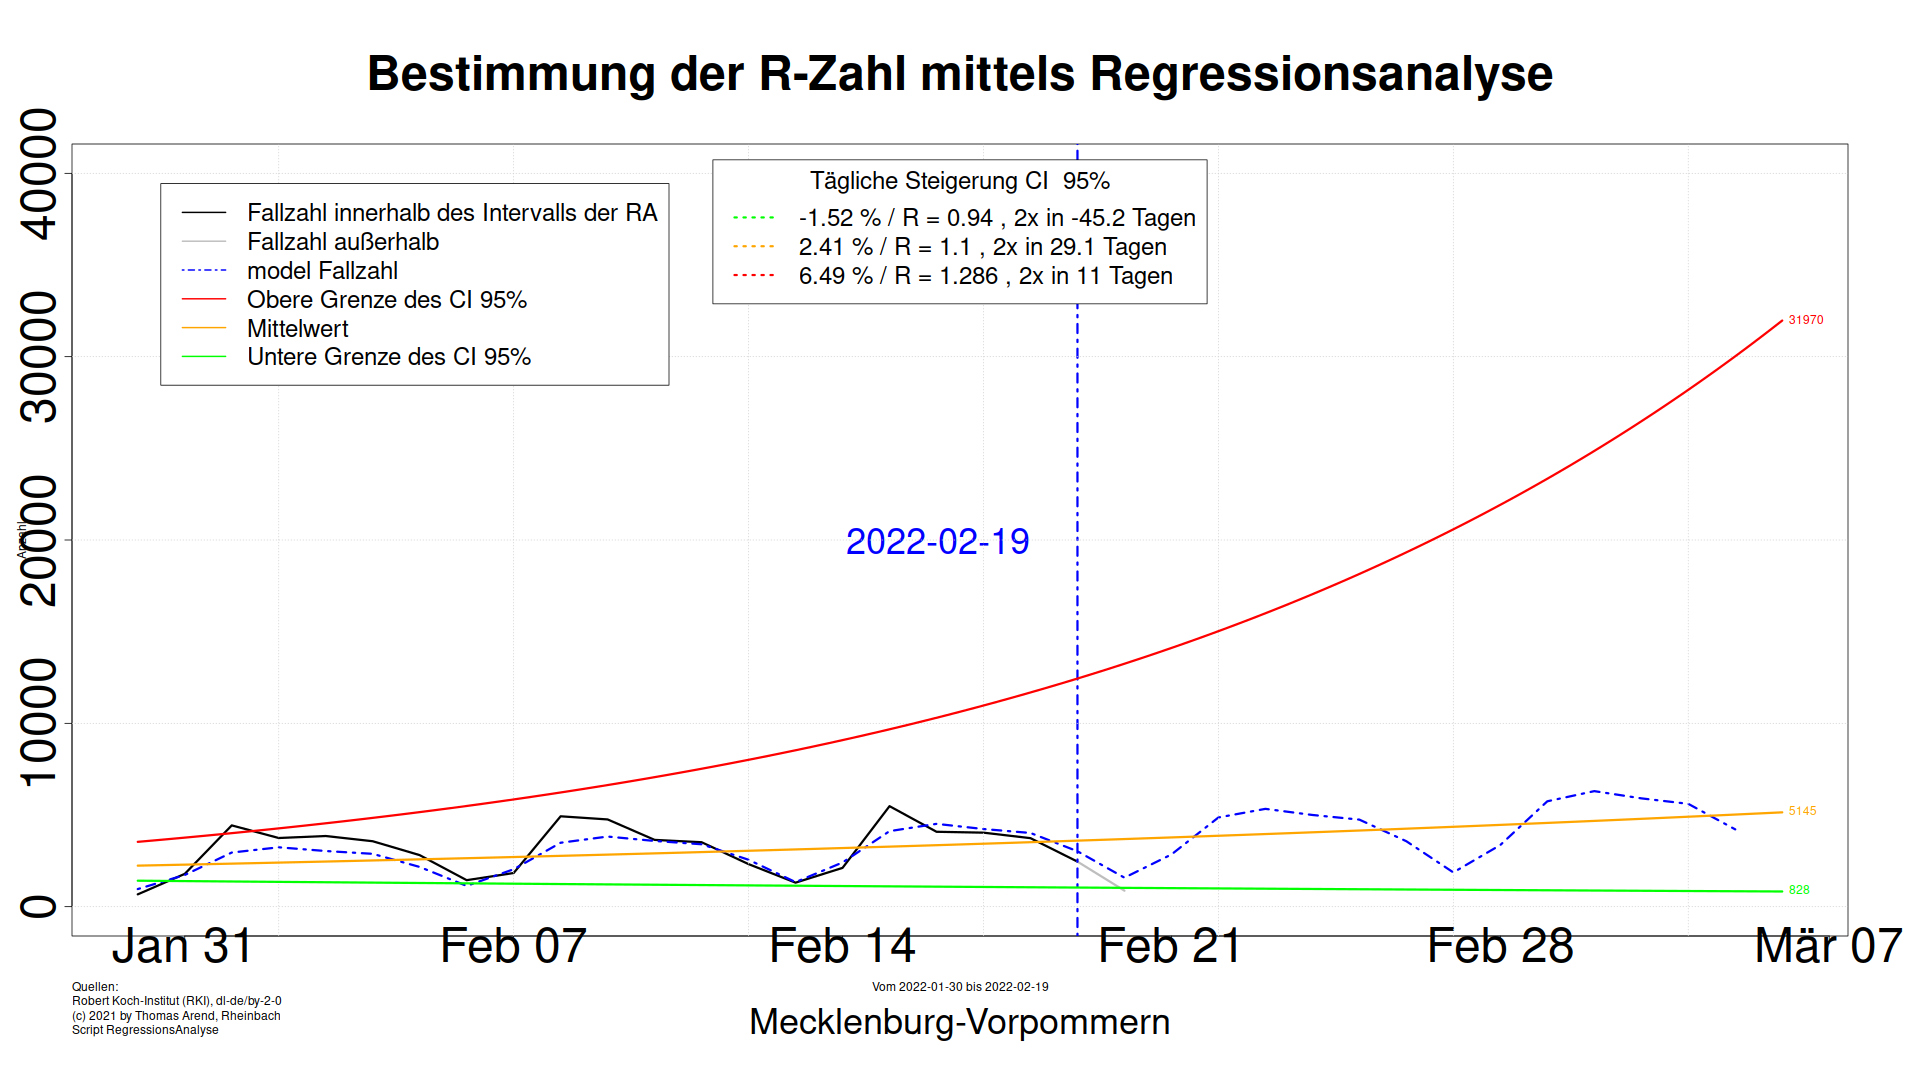 Bestimmung der R-Zahl mittels Regressionsanalyse
Anzahl
40000
30000
20000
10000
0
Fallzahl innerhalb des Intervalls der RA
Fallzahl außerhalb
model Fallzahl
Obere Grenze des CI 95%
Mittelwert
Untere Grenze des CI 95%
Tägliche Steigerung CI  95%
-1.52 % / R = 0.94 , 2x in -45.2 Tagen
2.41 % / R = 1.1 , 2x in 29.1 Tagen
6.49 % / R = 1.286 , 2x in 11 Tagen
31970
2022-02-19
5145
828
Jan 31 Feb 07 Feb 14 Feb 21 Feb 28 Mär 07
Quellen:
Robert Koch-Institut (RKI), dl-de/by-2-0
(c) 2021 by Thomas Arend, Rheinbach
Script RegressionsAnalyse
Vom 2022-01-30 bis 2022-02-19
Mecklenburg-Vorpommern